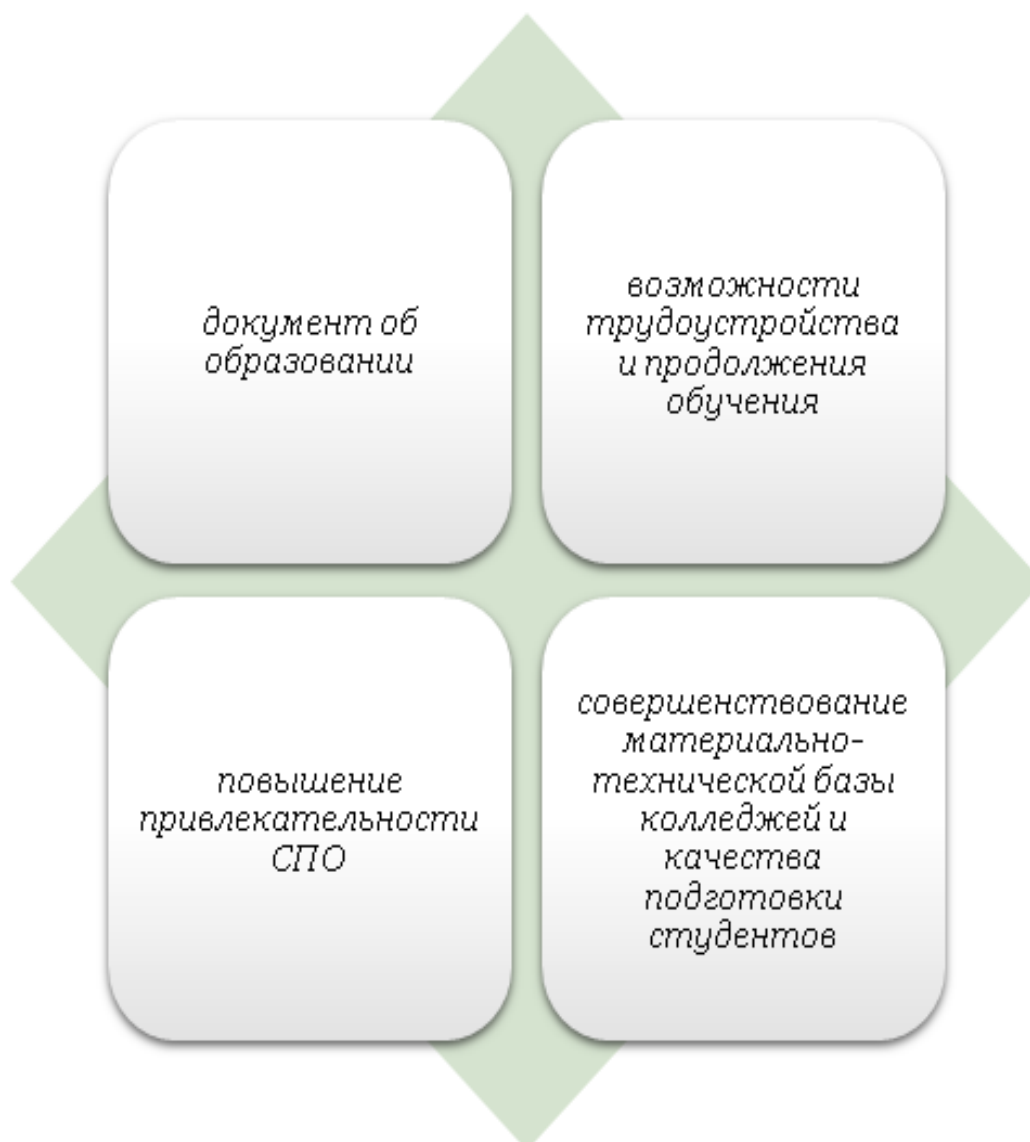 документ об
образовании
возможности
трудоустройства
и продолжения
обучения
повышение
привлекательности
СПО
совершенствование
материально-
технической базы
колледжей и
качества
подготовки
студентов